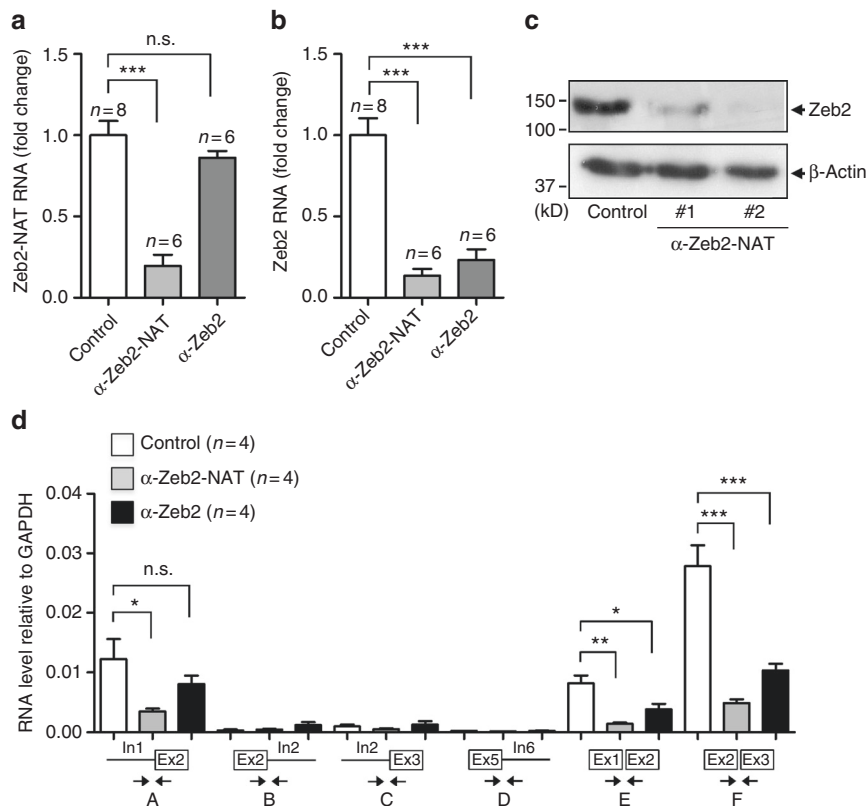 a
Zeb2-NAT RNA (fold change)
1.5
1.0
0.5
0.0
n.s.
***
n=8
n=6
n=6
Control
α-Zeb2-NAT
α-Zeb2
b
Zeb2 RNA (fold change)
1.5
1.0
0.5
0.0
***
***
n=8
n=6
n=6
Control
α-Zeb2-NAT
α-Zeb2
c
150
100
Zeb2
37
β-Actin
(kD)
Control #1 #2
α-Zeb2-NAT
d
Control (n=4)
α-Zeb2-NAT (n=4)
α-Zeb2 (n=4)
RNA level relative to GAPDH
0.04
0.03
0.02
0.01
0.00
n.s.
*
*
**
***
***
In1 Ex2
Ex2 In2
In2 Ex3
Ex5 In6
Ex1 Ex2
Ex2 Ex3
A B C D E F